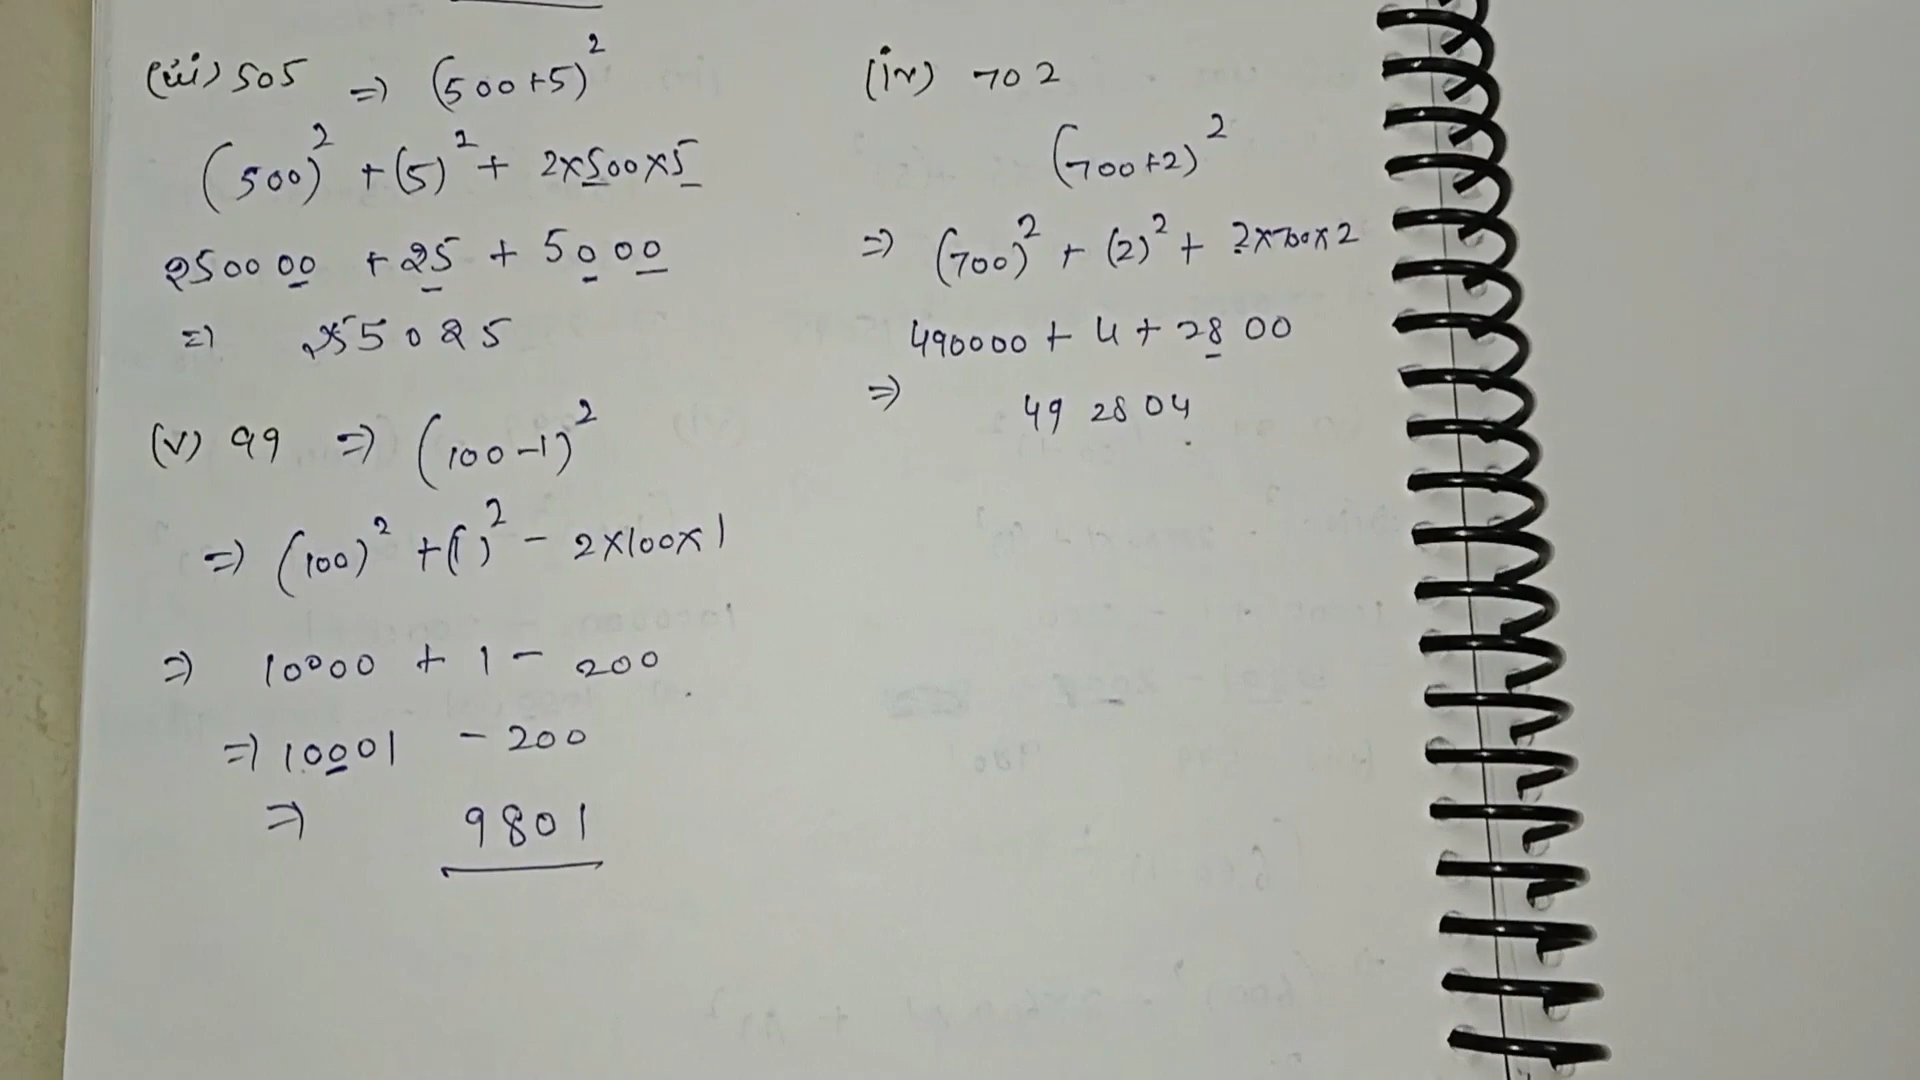 (iii) 505 => (500+5)²
(500)² + (5)² + 2×500×5
250000 + 25 + 5000
=> 255025
(iv) 702
(700+2)²
=> (700)² + (2)² + 2×700×2
490000 + 4 + 2800
=> 492804
(v) 99 => (100-1)²
=> (100)² + (1)² - 2×100×1
=> 10000 + 1 - 200
=> 10001 - 200
=> 9801